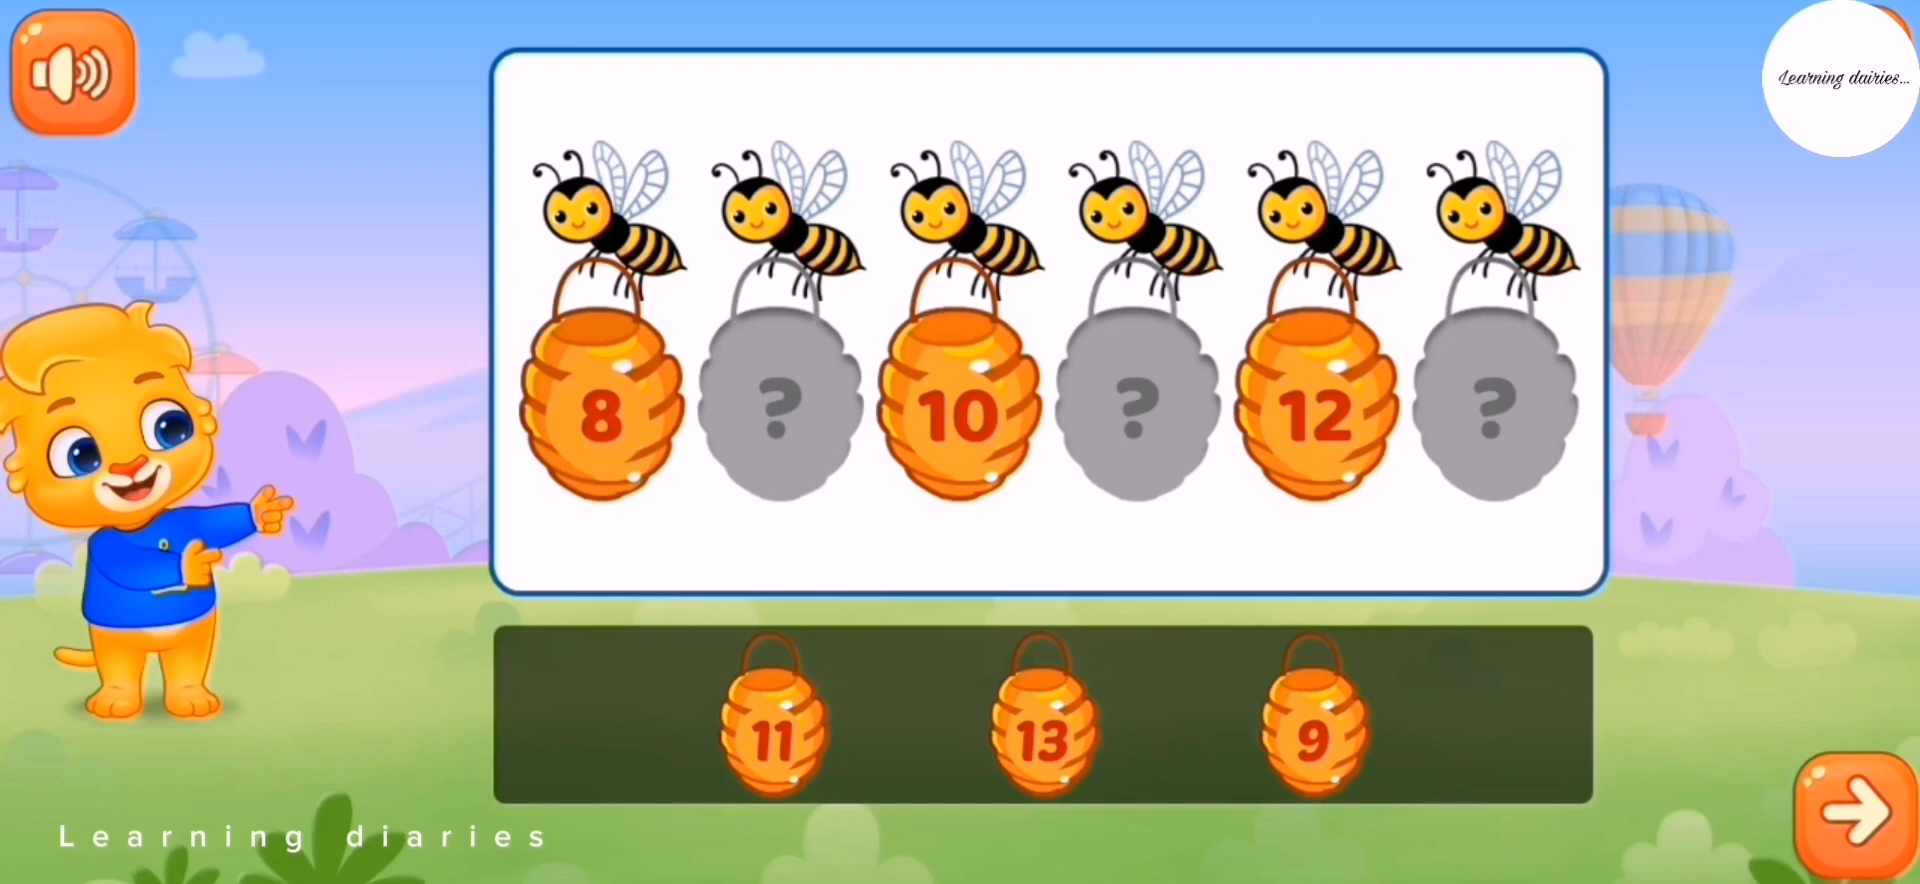 Learning dairies...
8 ? 10 ? 12 ?
11 13 9
Learning diaries